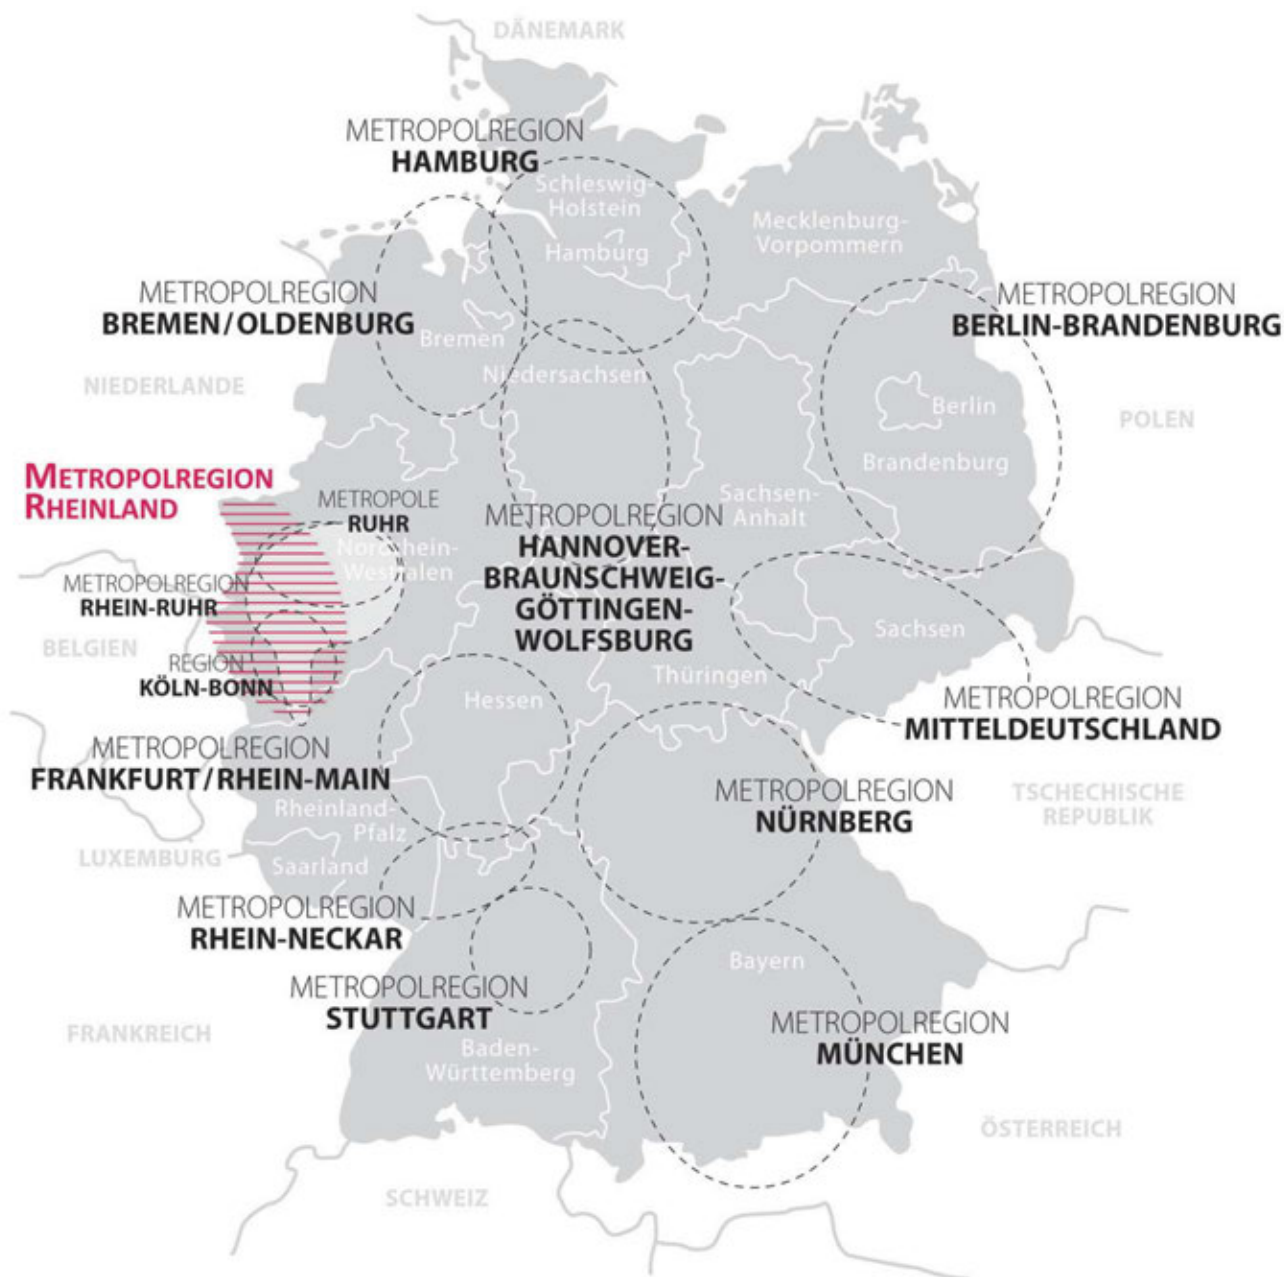 DÄNEMARK
METROPOLREGION
HAMBURG
Schleswig-
Holstein
Hamburg
Mecklenburg-
Vorpommern
METROPOLREGION
BREMEN/OLDENBURG
Bremen
Niedersachsen
METROPOLREGION
BERLIN-BRANDENBURG
Berlin
Brandenburg
NIEDERLANDE
POLEN
METROPOLREGION
RHEINLAND
METROPOLE
RUHR
Nordrhein-
Westfalen
METROPOLREGION
RHEIN-RUHR
REGION
KÖLN-BONN
BELGIEN
METROPOLREGION
HANNOVER-
BRAUNSCHWEIG-
GÖTTINGEN-
WOLFSBURG
Sachsen-
Anhalt
Sachsen
Thüringen
Hessen
METROPOLREGION
MITTELDEUTSCHLAND
METROPOLREGION
FRANKFURT/RHEIN-MAIN
Rheinland-
Pfalz
Saarland
LUXEMBURG
METROPOLREGION
NÜRNBERG
TSCHECHISCHE
REPUBLIK
METROPOLREGION
RHEIN-NECKAR
METROPOLREGION
STUTTGART
Bayern
METROPOLREGION
MÜNCHEN
FRANKREICH
Baden-
Württemberg
ÖSTERREICH
SCHWEIZ